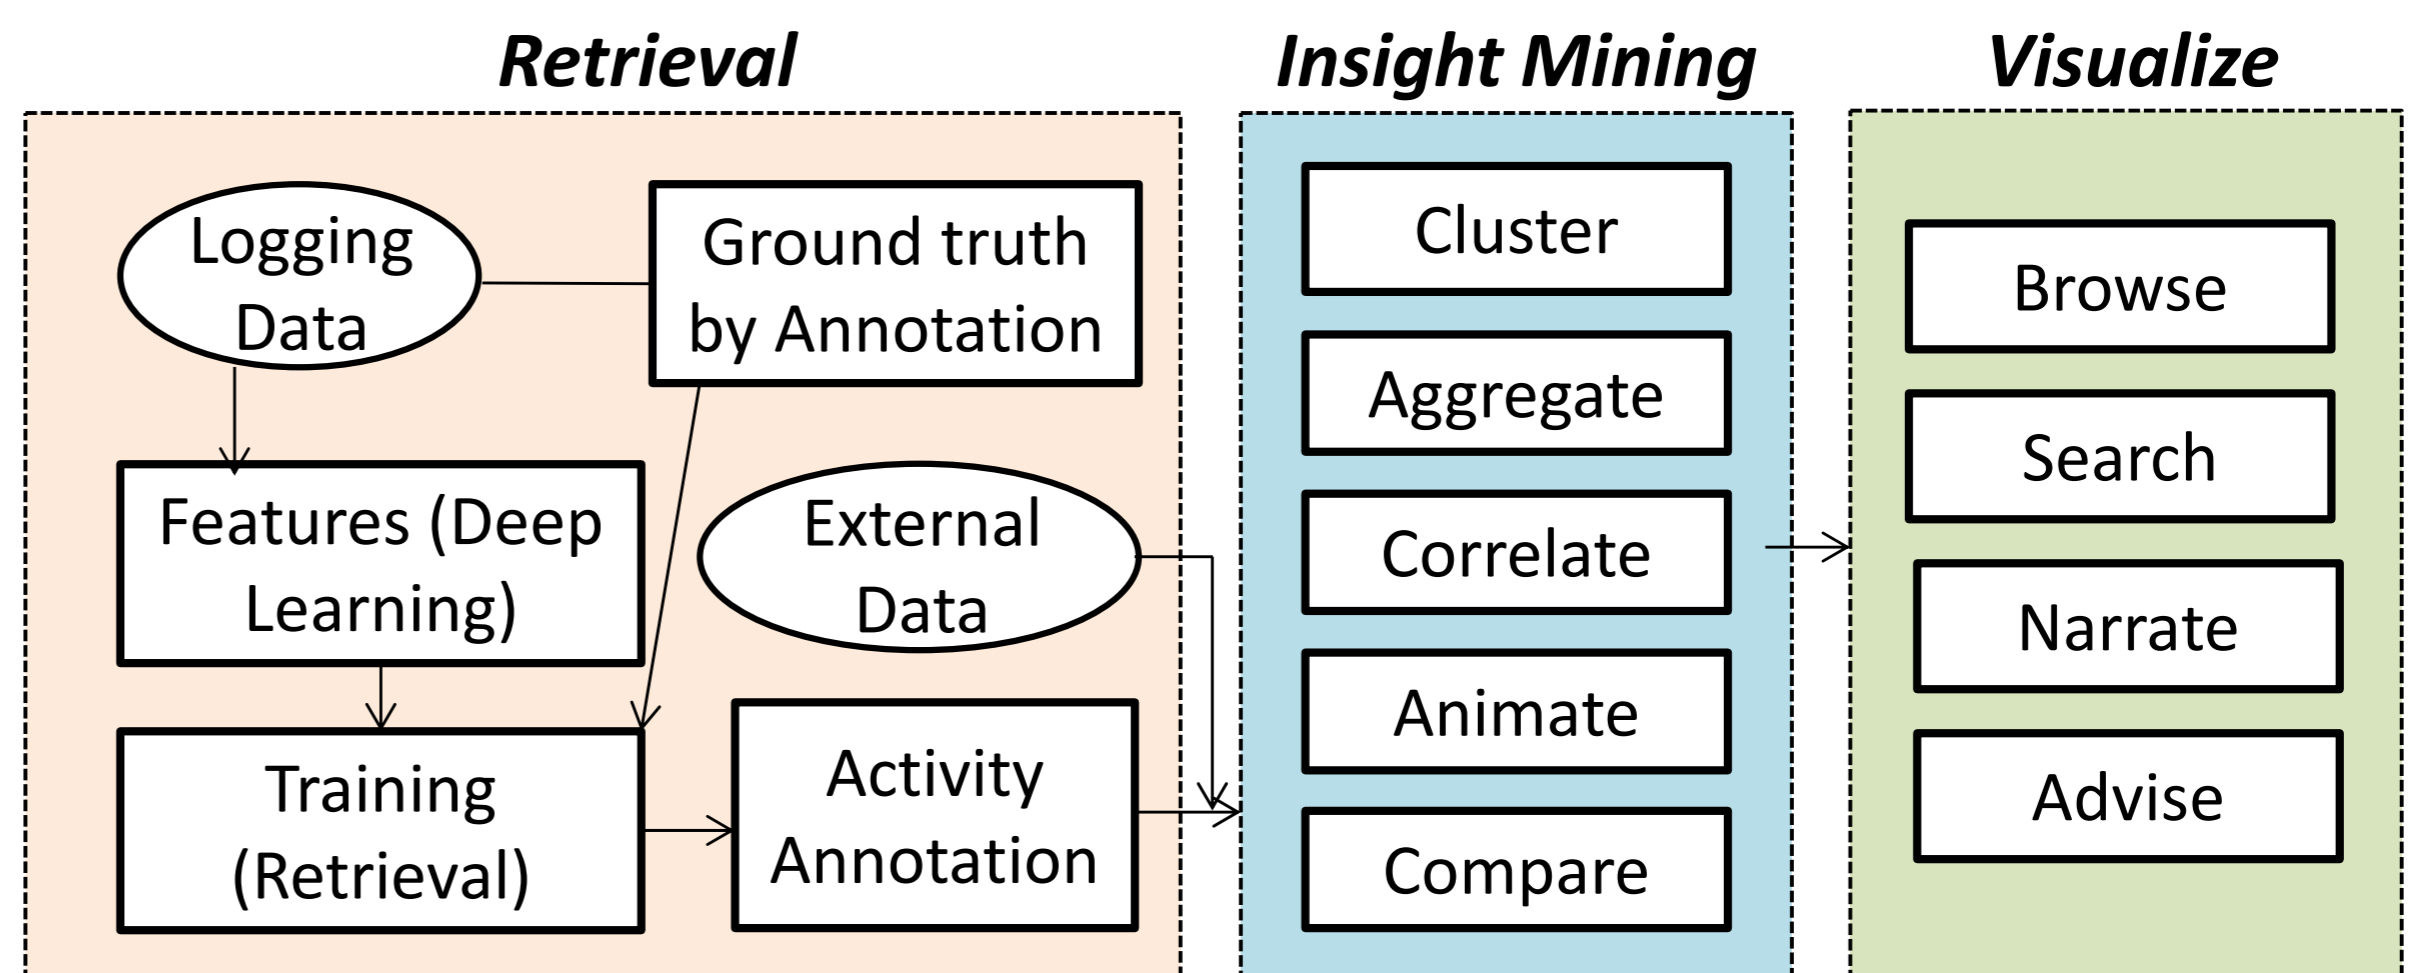 Retrieval
Logging
Data
Ground truth
by Annotation
Features (Deep
Learning)
External
Data
Training
(Retrieval)
Activity
Annotation
Insight Mining
Cluster
Aggregate
Correlate
Animate
Compare
Visualize
Browse
Search
Narrate
Advise